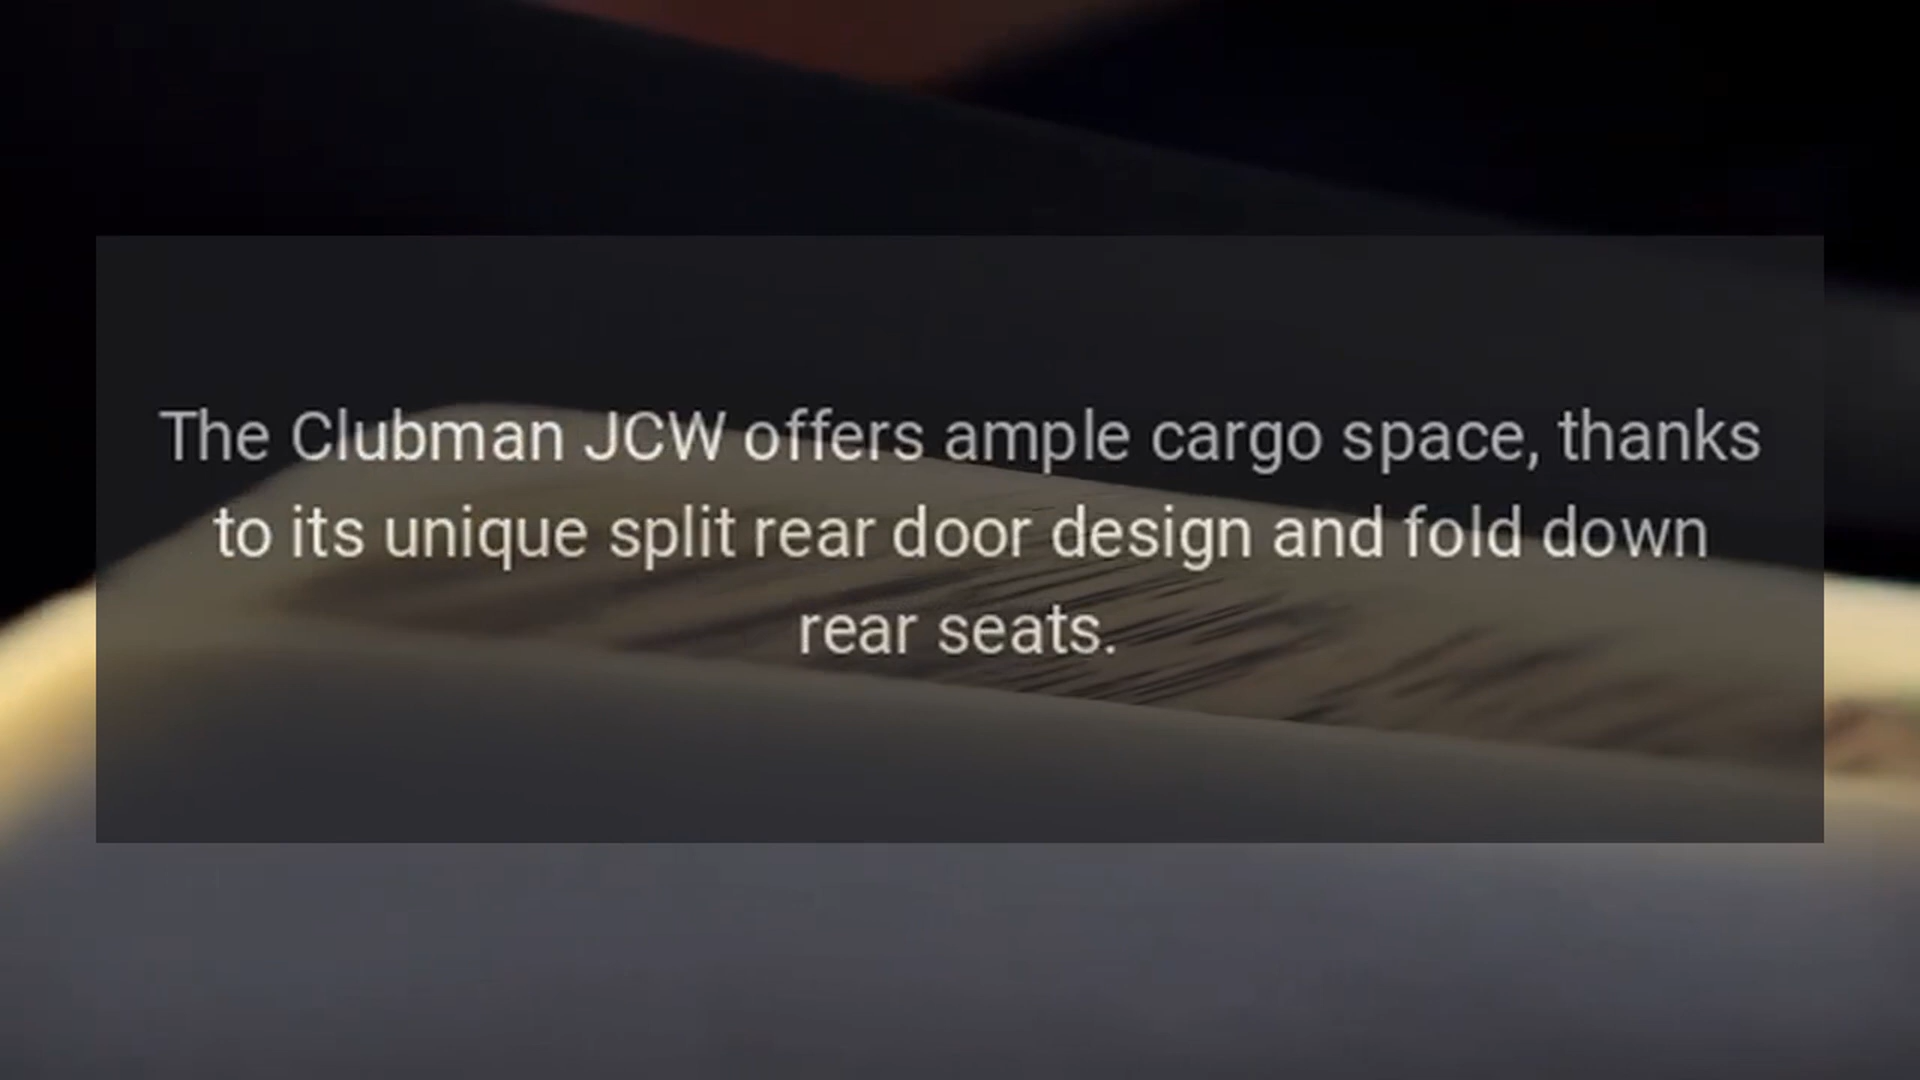 The Clubman JCW offers ample cargo space, thanks
to its unique split rear door design and fold down
rear seats.